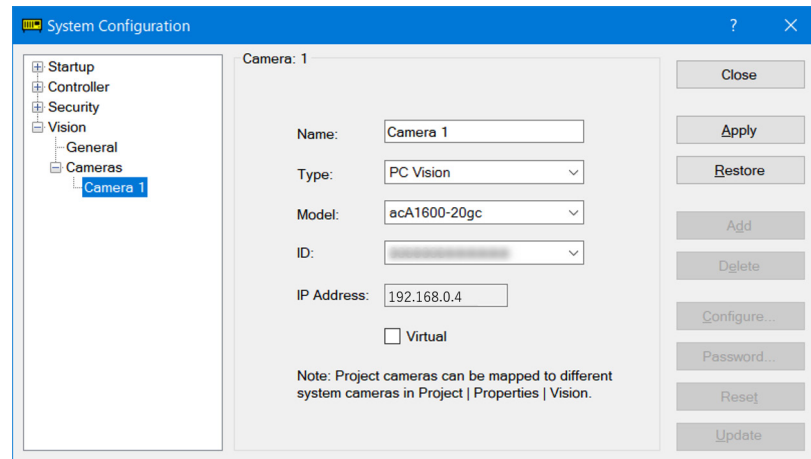 System Configuration
?
Startup
Controller
Security
Vision
General
Cameras
Camera 1
Camera: 1
Name: Camera 1
Type: PC Vision
Model: acA1600-20gc
ID:
IP Address: 192.168.0.4
Virtual
Note: Project cameras can be mapped to different
system cameras in Project | Properties | Vision.
Close
Apply
Restore
Add
Delete
Configure...
Password...
Reset
Update